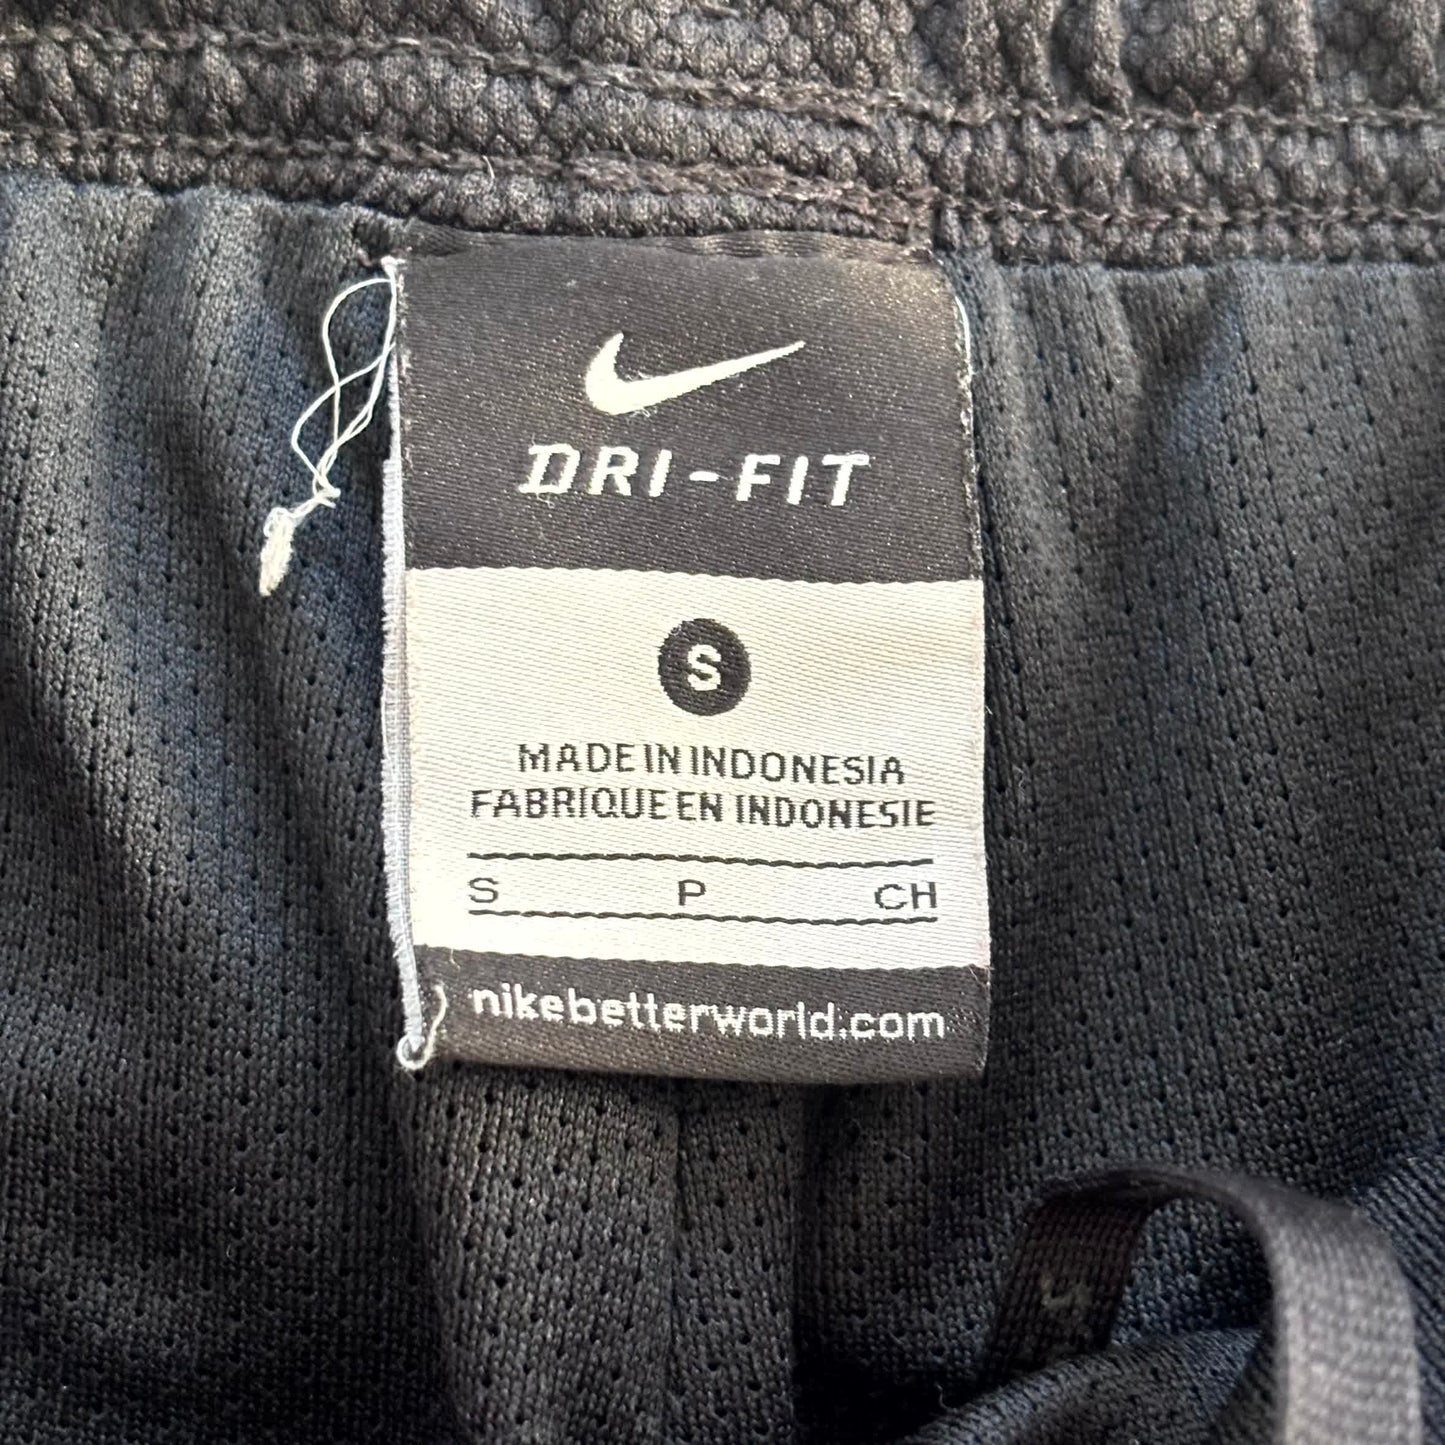 DRI-FIT
S
MADE IN INDONESIA
FABRIQUE EN INDONESIE
S P CH
nikebetterworld.com